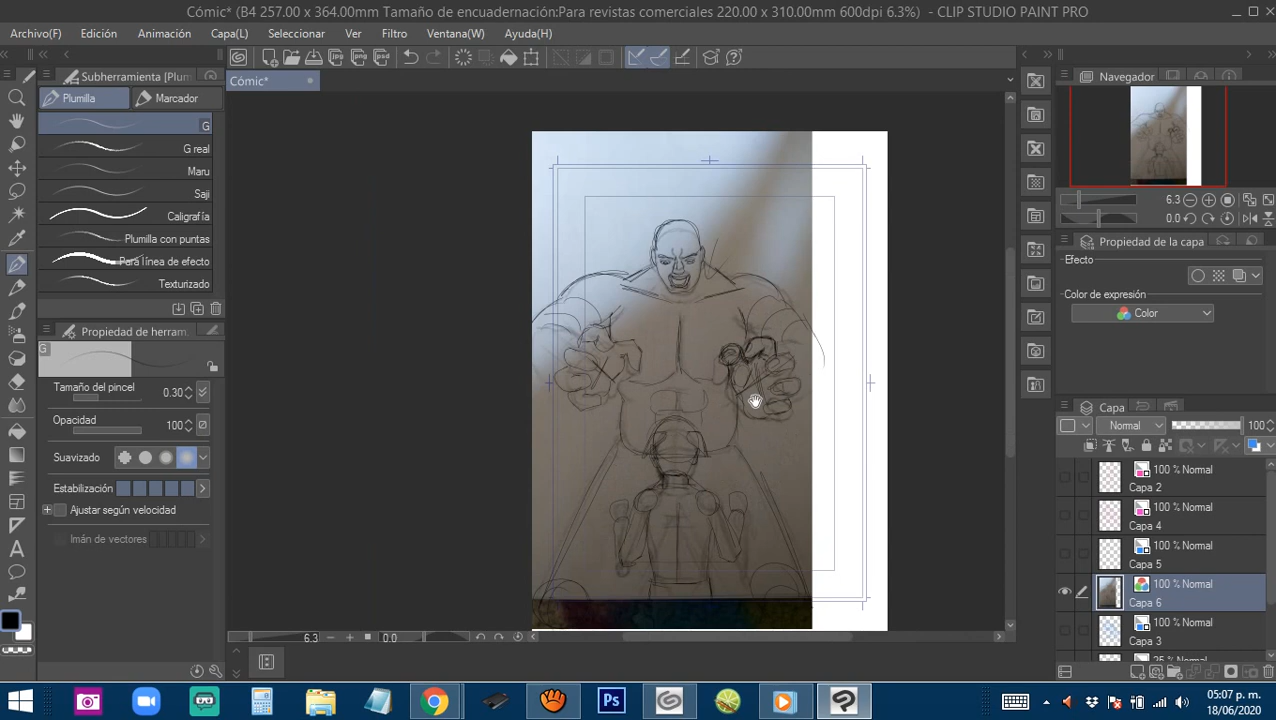 Cómic* (B4 257.00 x 364.00mm Tamaño de encuadernación:Para revistas comerciales 220.00 x 310.00mm 600dpi 6.3%) - CLIP STUDIO PAINT PRO
Archivo(F) Edición Animación Capa(L) Seleccionar Ver Filtro Ventana(W) Ayuda(H)
Subherramienta (Plum
Plumilla Marcador
G
G real
Maru
Saji
Caligrafía
Plumilla con puntas
Para línea de efecto
Texturizado
Propiedad de herram.
G
Tamaño del pincel 0.30
Opacidad 100
Suavizado
Estabilización
Ajustar según velocidad
Imán de vectores
Cómic*
6.3 0.0
Navegador
6.3
0.0
Propiedad de la capa
Efecto
Color de expresión
Color
Capa
Normal 100
100 % Normal
Capa 2
100 % Normal
Capa 4
100 % Normal
Capa 5
100 % Normal
Capa 6
100 % Normal
Capa 3
25 % Normal
Ps
05:07 p. m.
18/06/2020